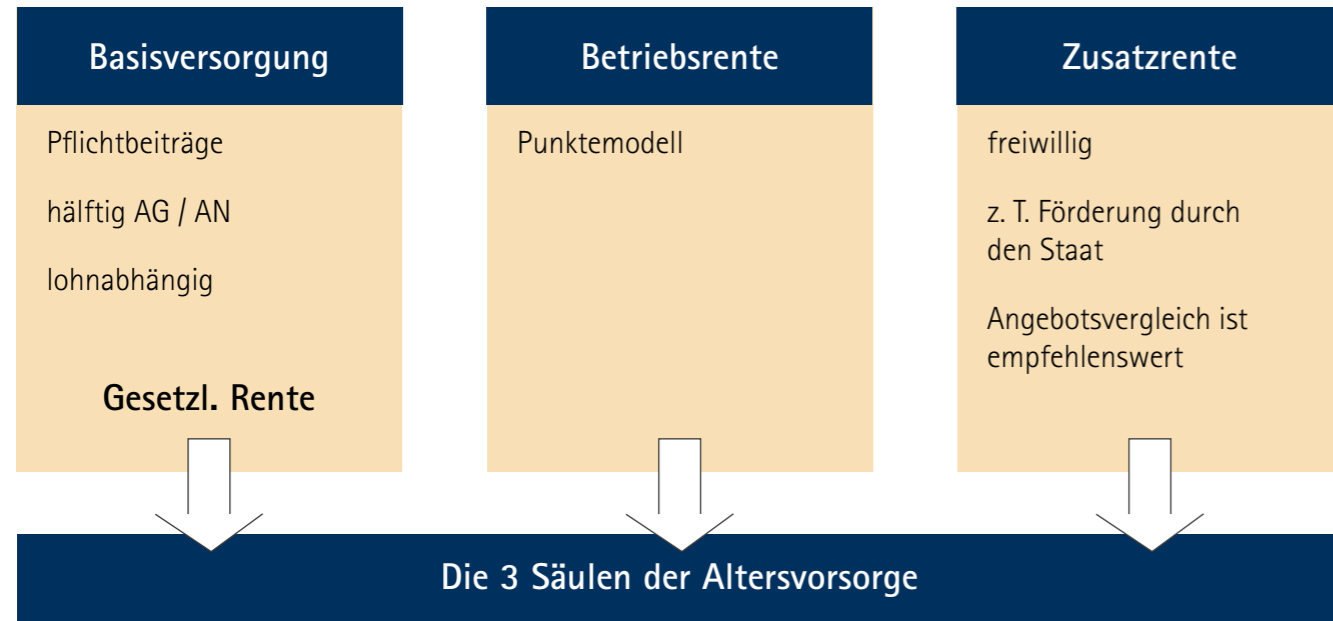 Basisversorgung
Pflichtbeiträge
hälftig AG / AN
lohnabhängig
Gesetzl. Rente
Betriebsrente
Punktemodell
Zusatzrente
freiwillig
z. T. Förderung durch
den Staat
Angebotsvergleich ist
empfehlenswert
Die 3 Säulen der Altersvorsorge